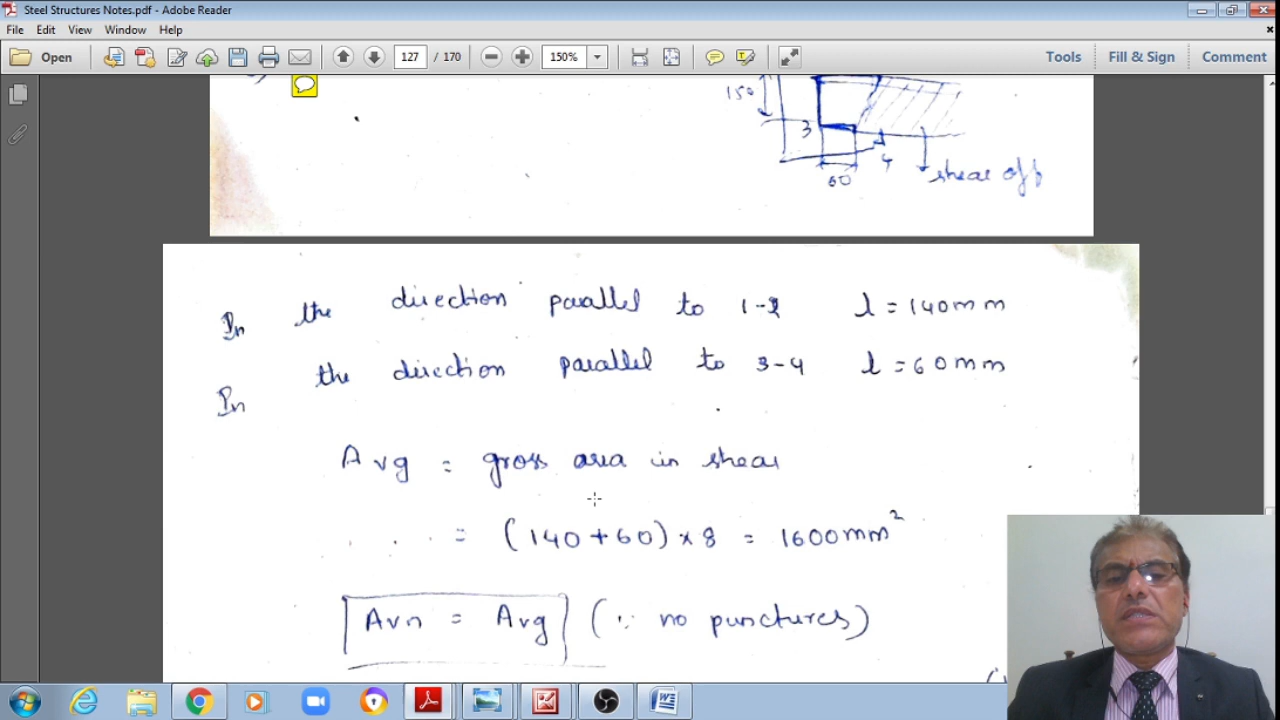 Steel Structures Notes.pdf - Adobe Reader
File Edit View Window Help
Open 127 / 170 150% Tools Fill & Sign Comment
150
3
4
60
shear off
In the direction parallel to 1-2 l = 140mm
In the direction parallel to 3-4 l = 60mm
Avg = gross area in shear
= (140+60) × 8 = 1600mm²
Avn = Avg (∵ no punctures)